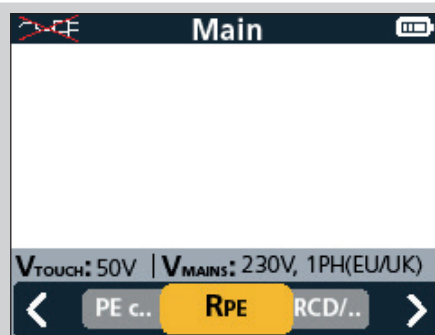 Main
VTOUCH: 50V | VMAINS: 230V, 1PH(EU/UK)
PE c.. RPE RCD/..